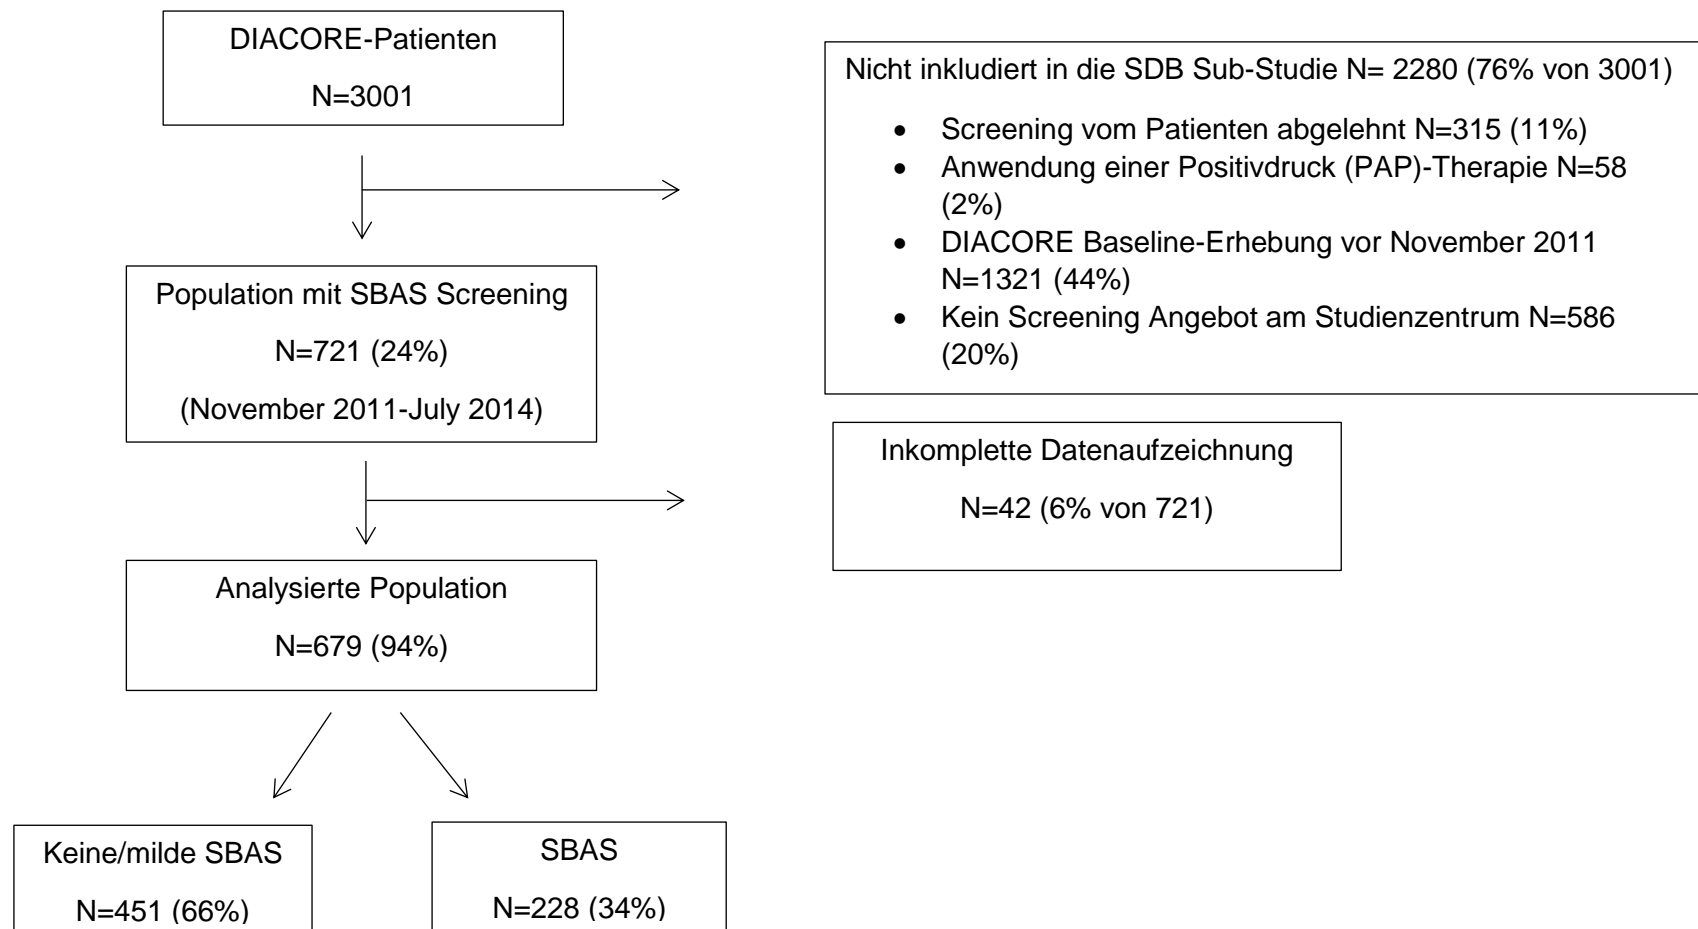 DIACORE-Patienten
N=3001
Nicht inkludiert in die SDB Sub-Studie N= 2280 (76% von 3001)
• Screening vom Patienten abgelehnt N=315 (11%)
• Anwendung einer Positivdruck (PAP)-Therapie N=58
(2%)
• DIACORE Baseline-Erhebung vor November 2011
N=1321 (44%)
• Kein Screening Angebot am Studienzentrum N=586
(20%)
Population mit SBAS Screening
N=721 (24%)
(November 2011-July 2014)
Inkomplette Datenaufzeichnung
N=42 (6% von 721)
Analysierte Population
N=679 (94%)
Keine/milde SBAS
N=451 (66%)
SBAS
N=228 (34%)